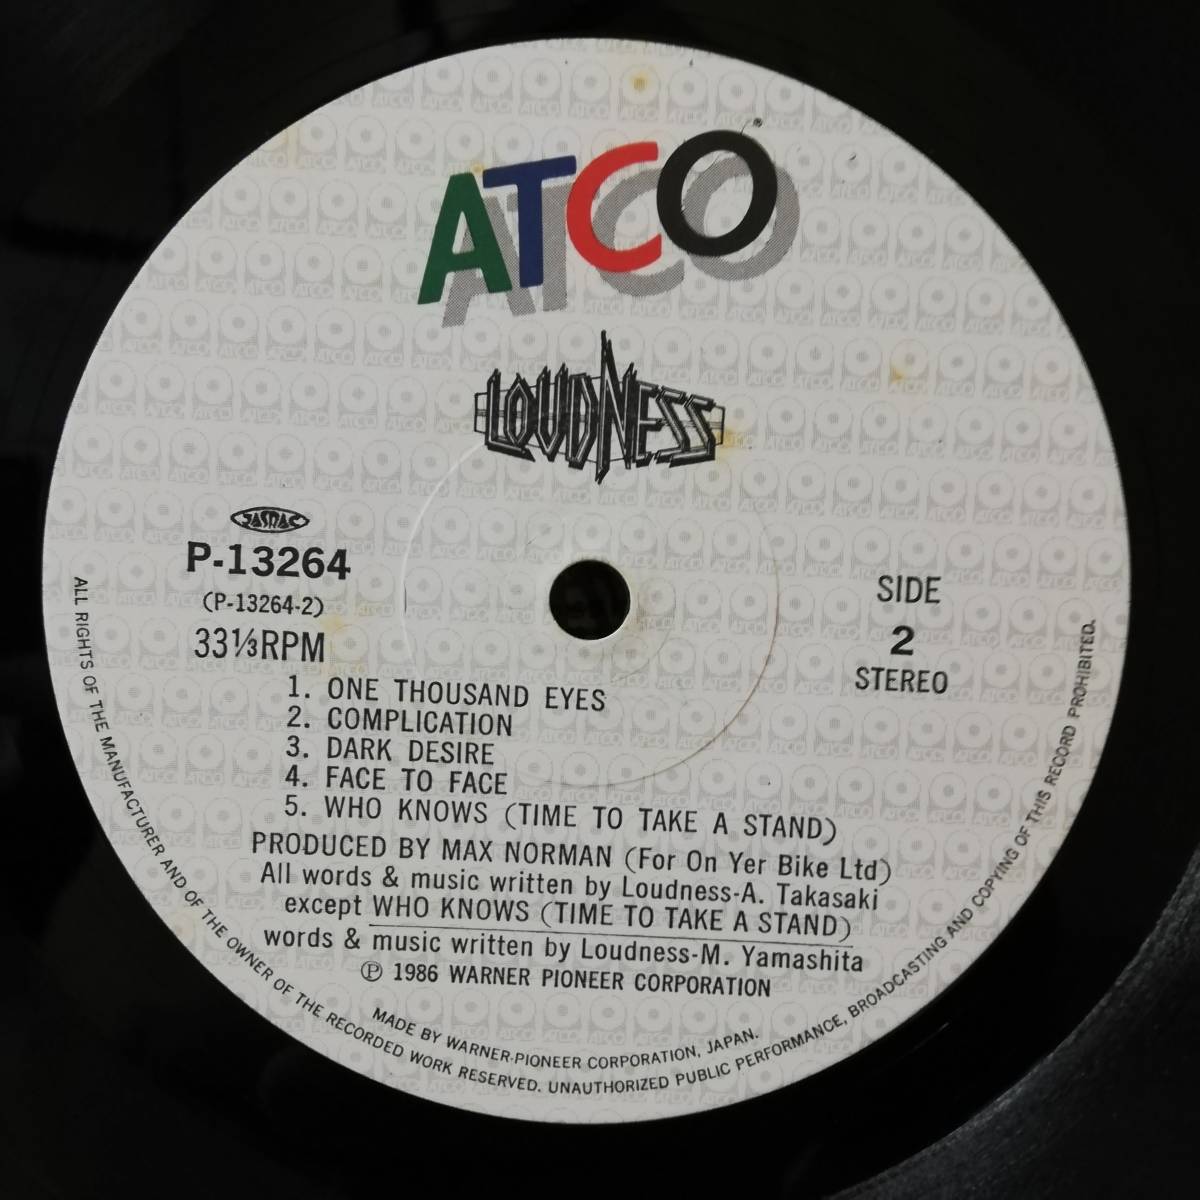 ATCO
LOUDNESS
JASRAC
P-13264
(P-13264-2)
33⅓RPM
SIDE
2
STEREO
1. ONE THOUSAND EYES
2. COMPLICATION
3. DARK DESIRE
4. FACE TO FACE
5. WHO KNOWS (TIME TO TAKE A STAND)
PRODUCED BY MAX NORMAN (For On Yer Bike Ltd)
All words & music written by Loudness-A. Takasaki
except WHO KNOWS (TIME TO TAKE A STAND)
words & music written by Loudness-M. Yamashita
℗ 1986 WARNER PIONEER CORPORATION
MADE BY WARNER-PIONEER CORPORATION, JAPAN.
ALL RIGHTS OF THE MANUFACTURER AND OF THE OWNER OF THE RECORDED WORK RESERVED. UNAUTHORIZED PUBLIC PERFORMANCE, BROADCASTING AND COPYING OF THIS RECORD PROHIBITED.